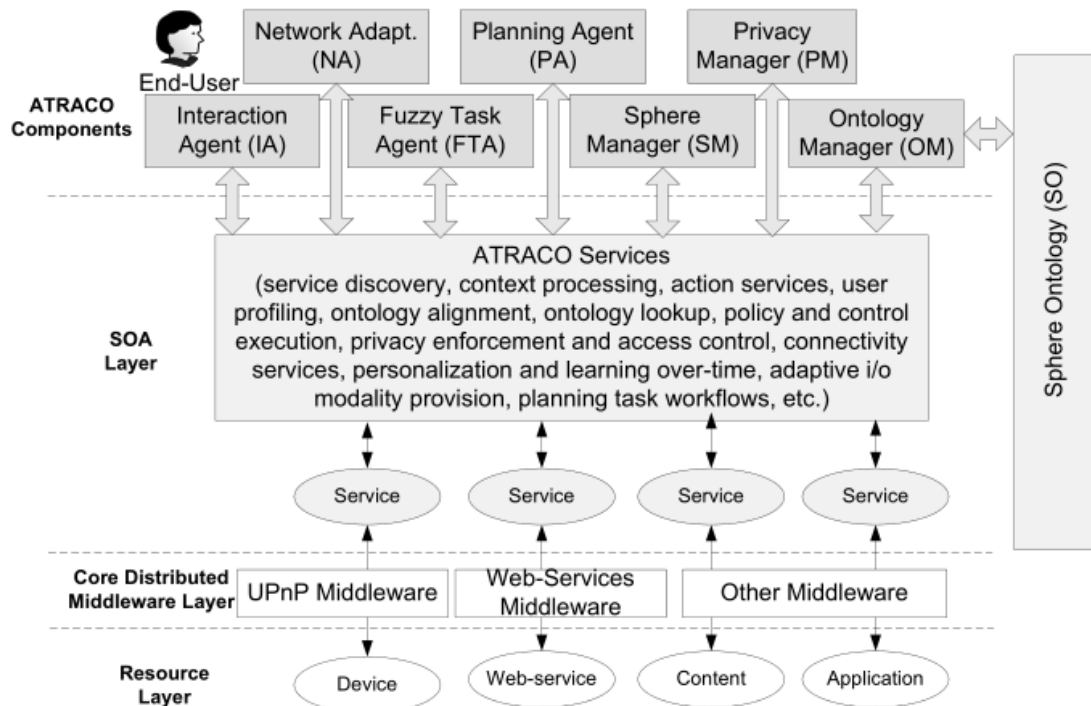 Network Adapt.
(NA)
Planning Agent
(PA)
Privacy
Manager (PM)
End-User
ATRACO
Components
Interaction
Agent (IA)
Fuzzy Task
Agent (FTA)
Sphere
Manager (SM)
Ontology
Manager (OM)
Sphere Ontology (SO)
SOA
Layer
ATRACO Services
(service discovery, context processing, action services, user
profiling, ontology alignment, ontology lookup, policy and control
execution, privacy enforcement and access control, connectivity
services, personalization and learning over-time, adaptive i/o
modality provision, planning task workflows, etc.)
Service
Service
Service
Service
Core Distributed
Middleware Layer
UPnP Middleware
Web-Services
Middleware
Other Middleware
Resource
Layer
Device
Web-service
Content
Application